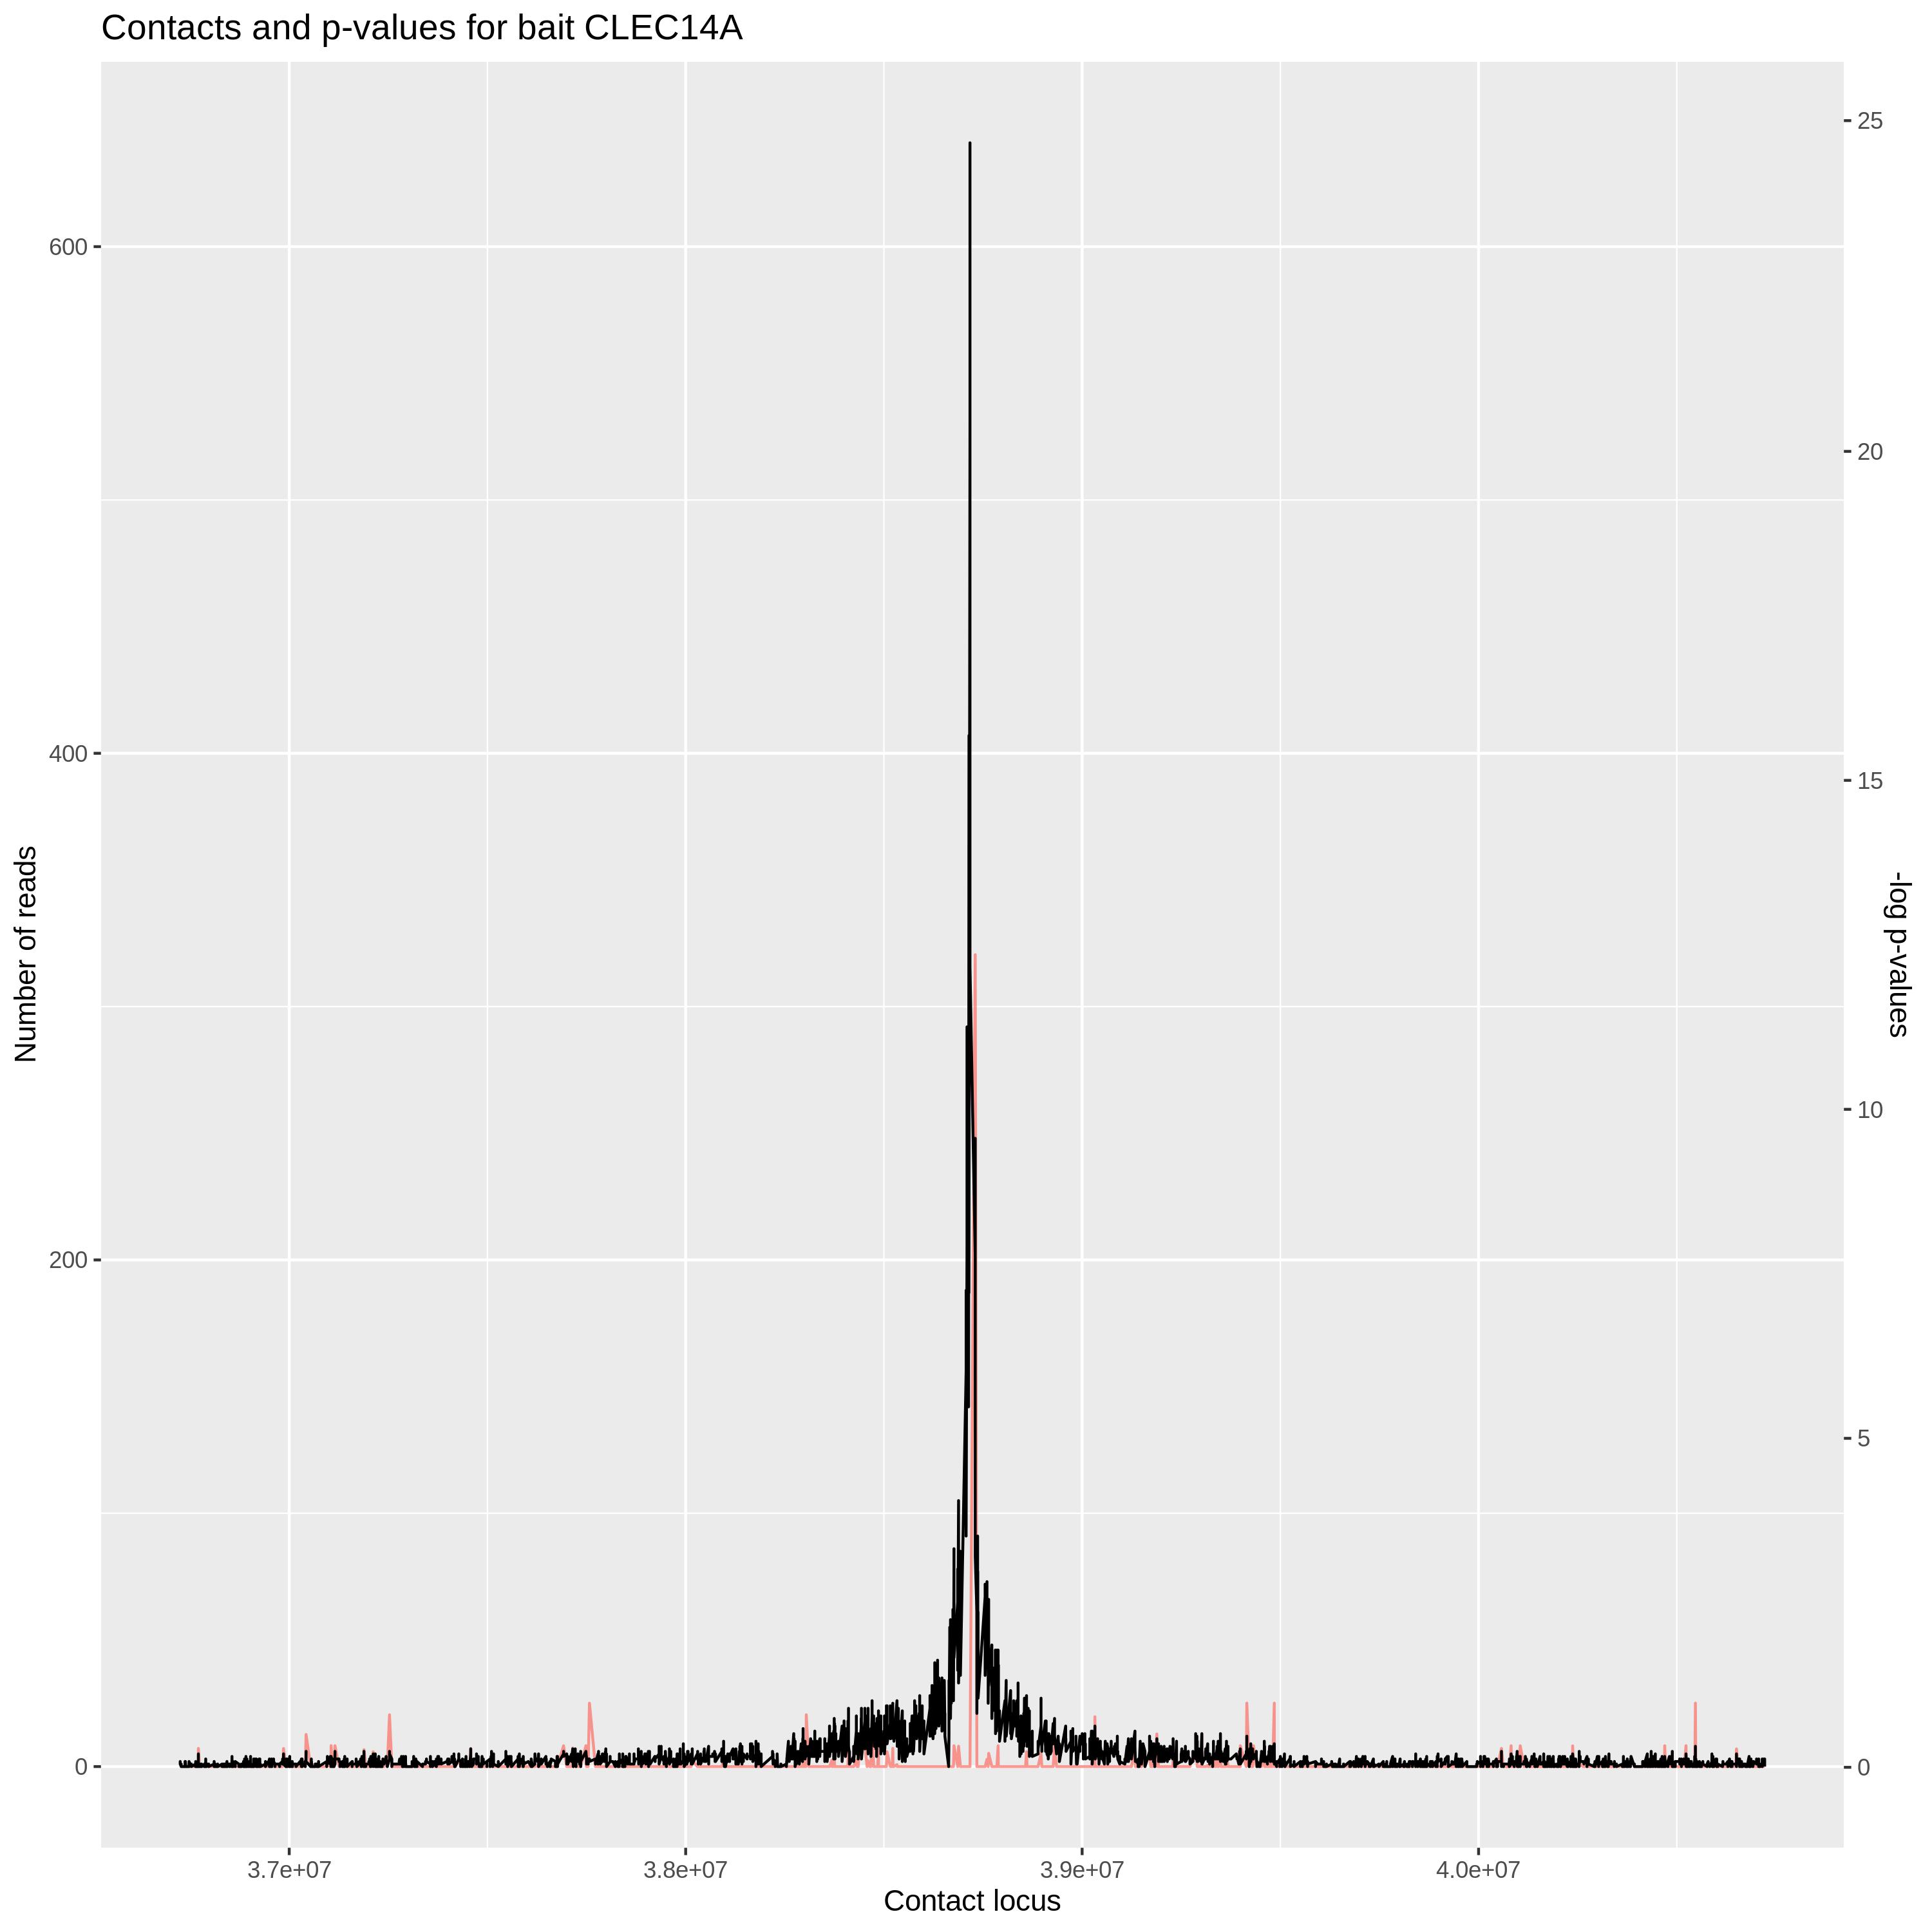 Contacts and p-values for bait CLEC14A
600
400
200
0
Number of reads
25
20
15
10
5
0
-log p-values
3.7e+07
3.8e+07
3.9e+07
4.0e+07
Contact locus